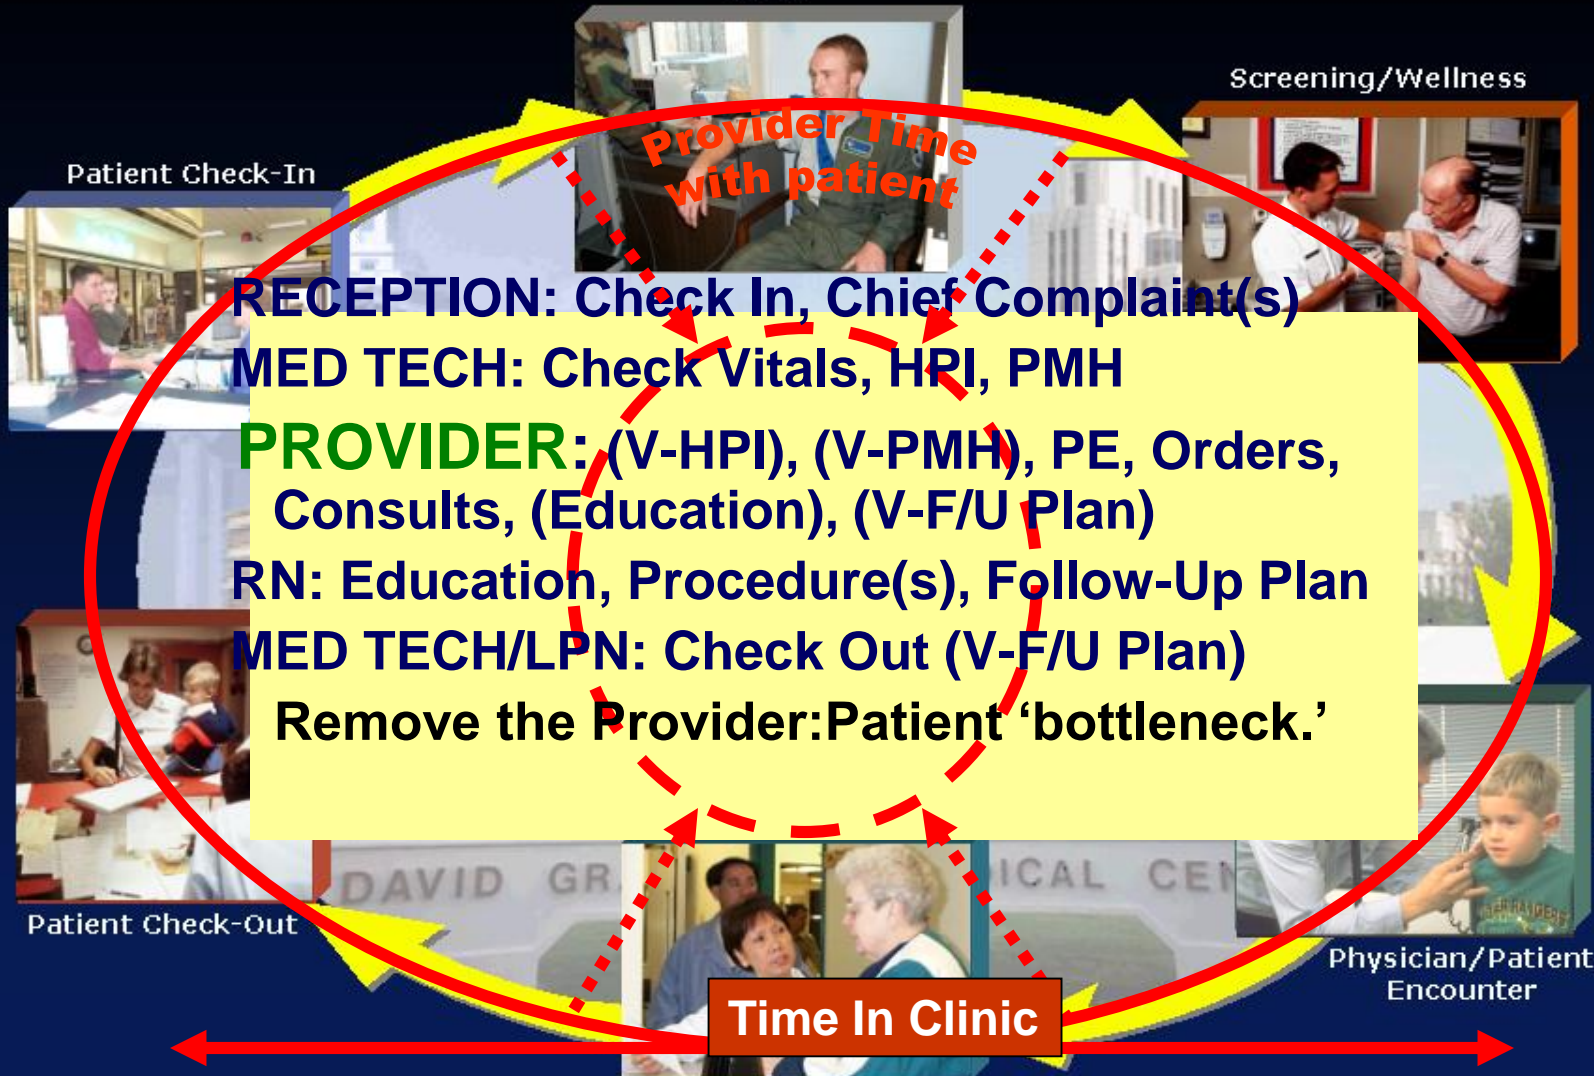 Screening/Wellness
Provider Time
with patient
Patient Check-In
RECEPTION: Check In, Chief Complaint(s)
MED TECH: Check Vitals, HPI, PMH
PROVIDER: (V-HPI), (V-PMH), PE, Orders,
Consults, (Education), (V-F/U Plan)
RN: Education, Procedure(s), Follow-Up Plan
MED TECH/LPN: Check Out (V-F/U Plan)
Remove the Provider:Patient ‘bottleneck.’
DAVID GR ICAL CEN
Patient Check-Out
Physician/Patient
Encounter
Time In Clinic